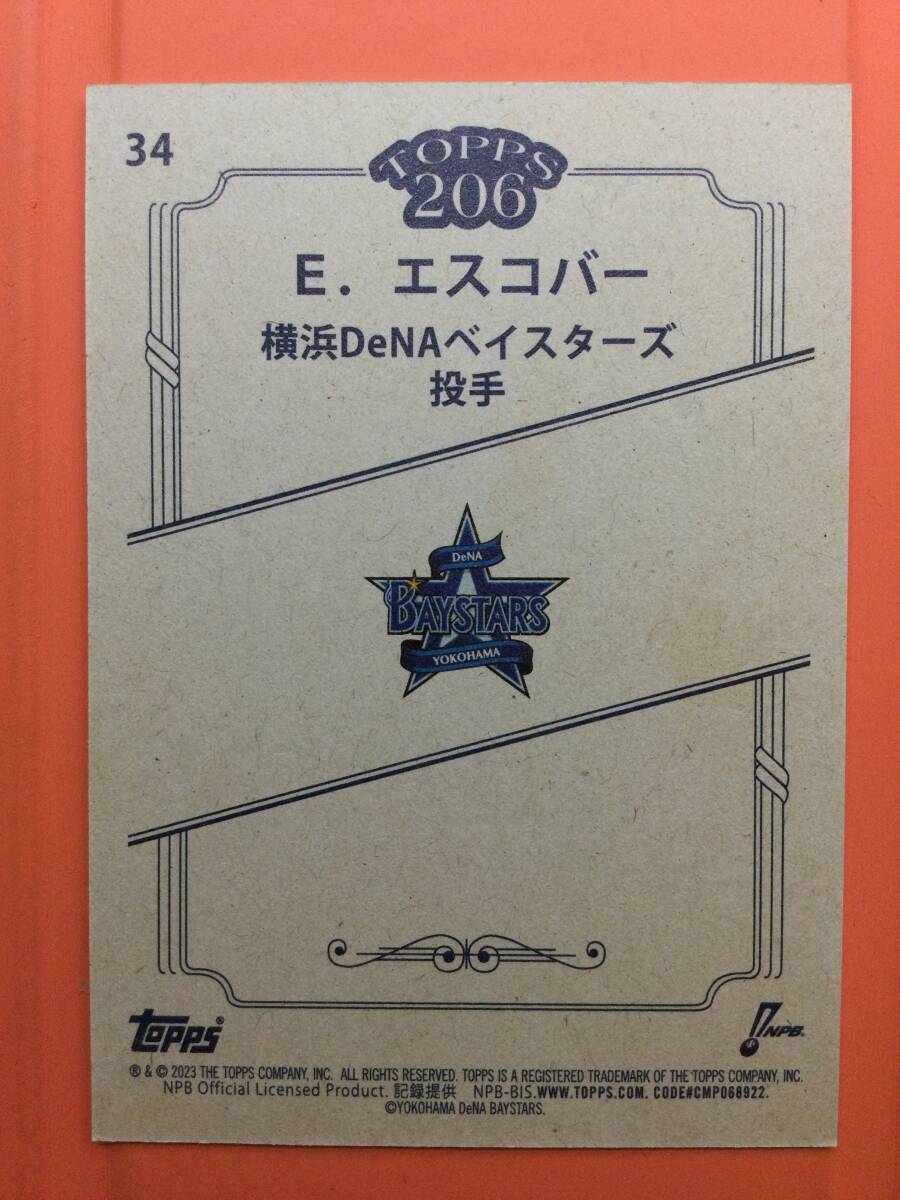 34
TOPPS
206
E. エスコバー
横浜DeNAベイスターズ
投手
DeNA
BAYSTARS
YOKOHAMA
topps®
NPB.
® & © 2023 THE TOPPS COMPANY, INC. ALL RIGHTS RESERVED. TOPPS IS A REGISTERED TRADEMARK OF THE TOPPS COMPANY, INC.
NPB Official Licensed Product. 記録提供 NPB-BIS.WWW.TOPPS.COM. CODE#CMP068922.
©YOKOHAMA DeNA BAYSTARS.